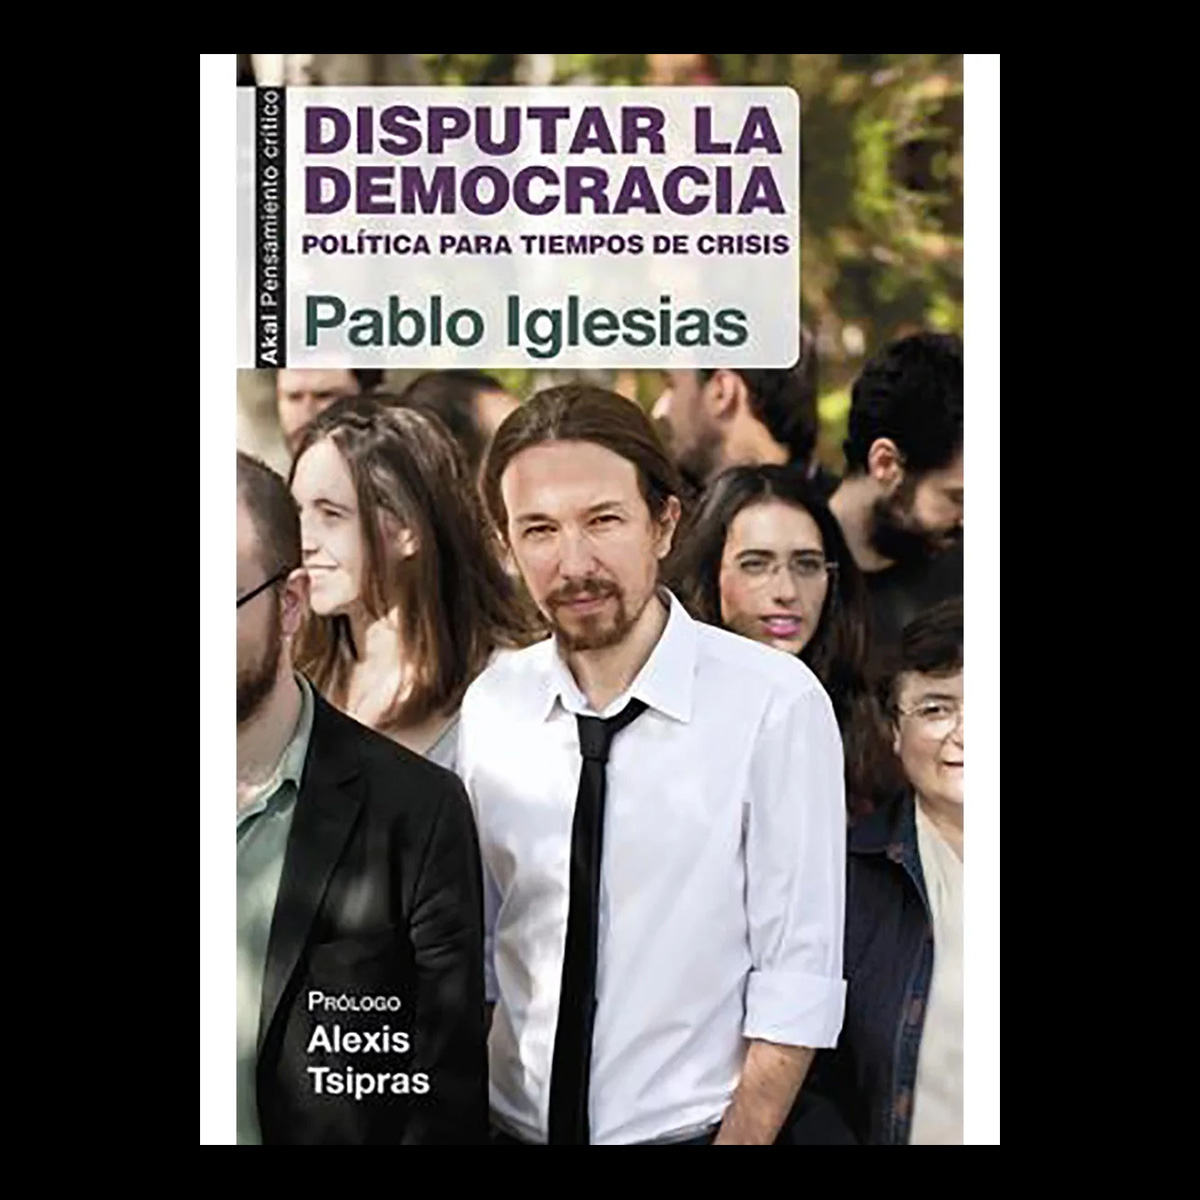 Akal Pensamiento crítico
DISPUTAR LA
DEMOCRACIA
POLÍTICA PARA TIEMPOS DE CRISIS
Pablo Iglesias
PRÓLOGO
Alexis
Tsipras